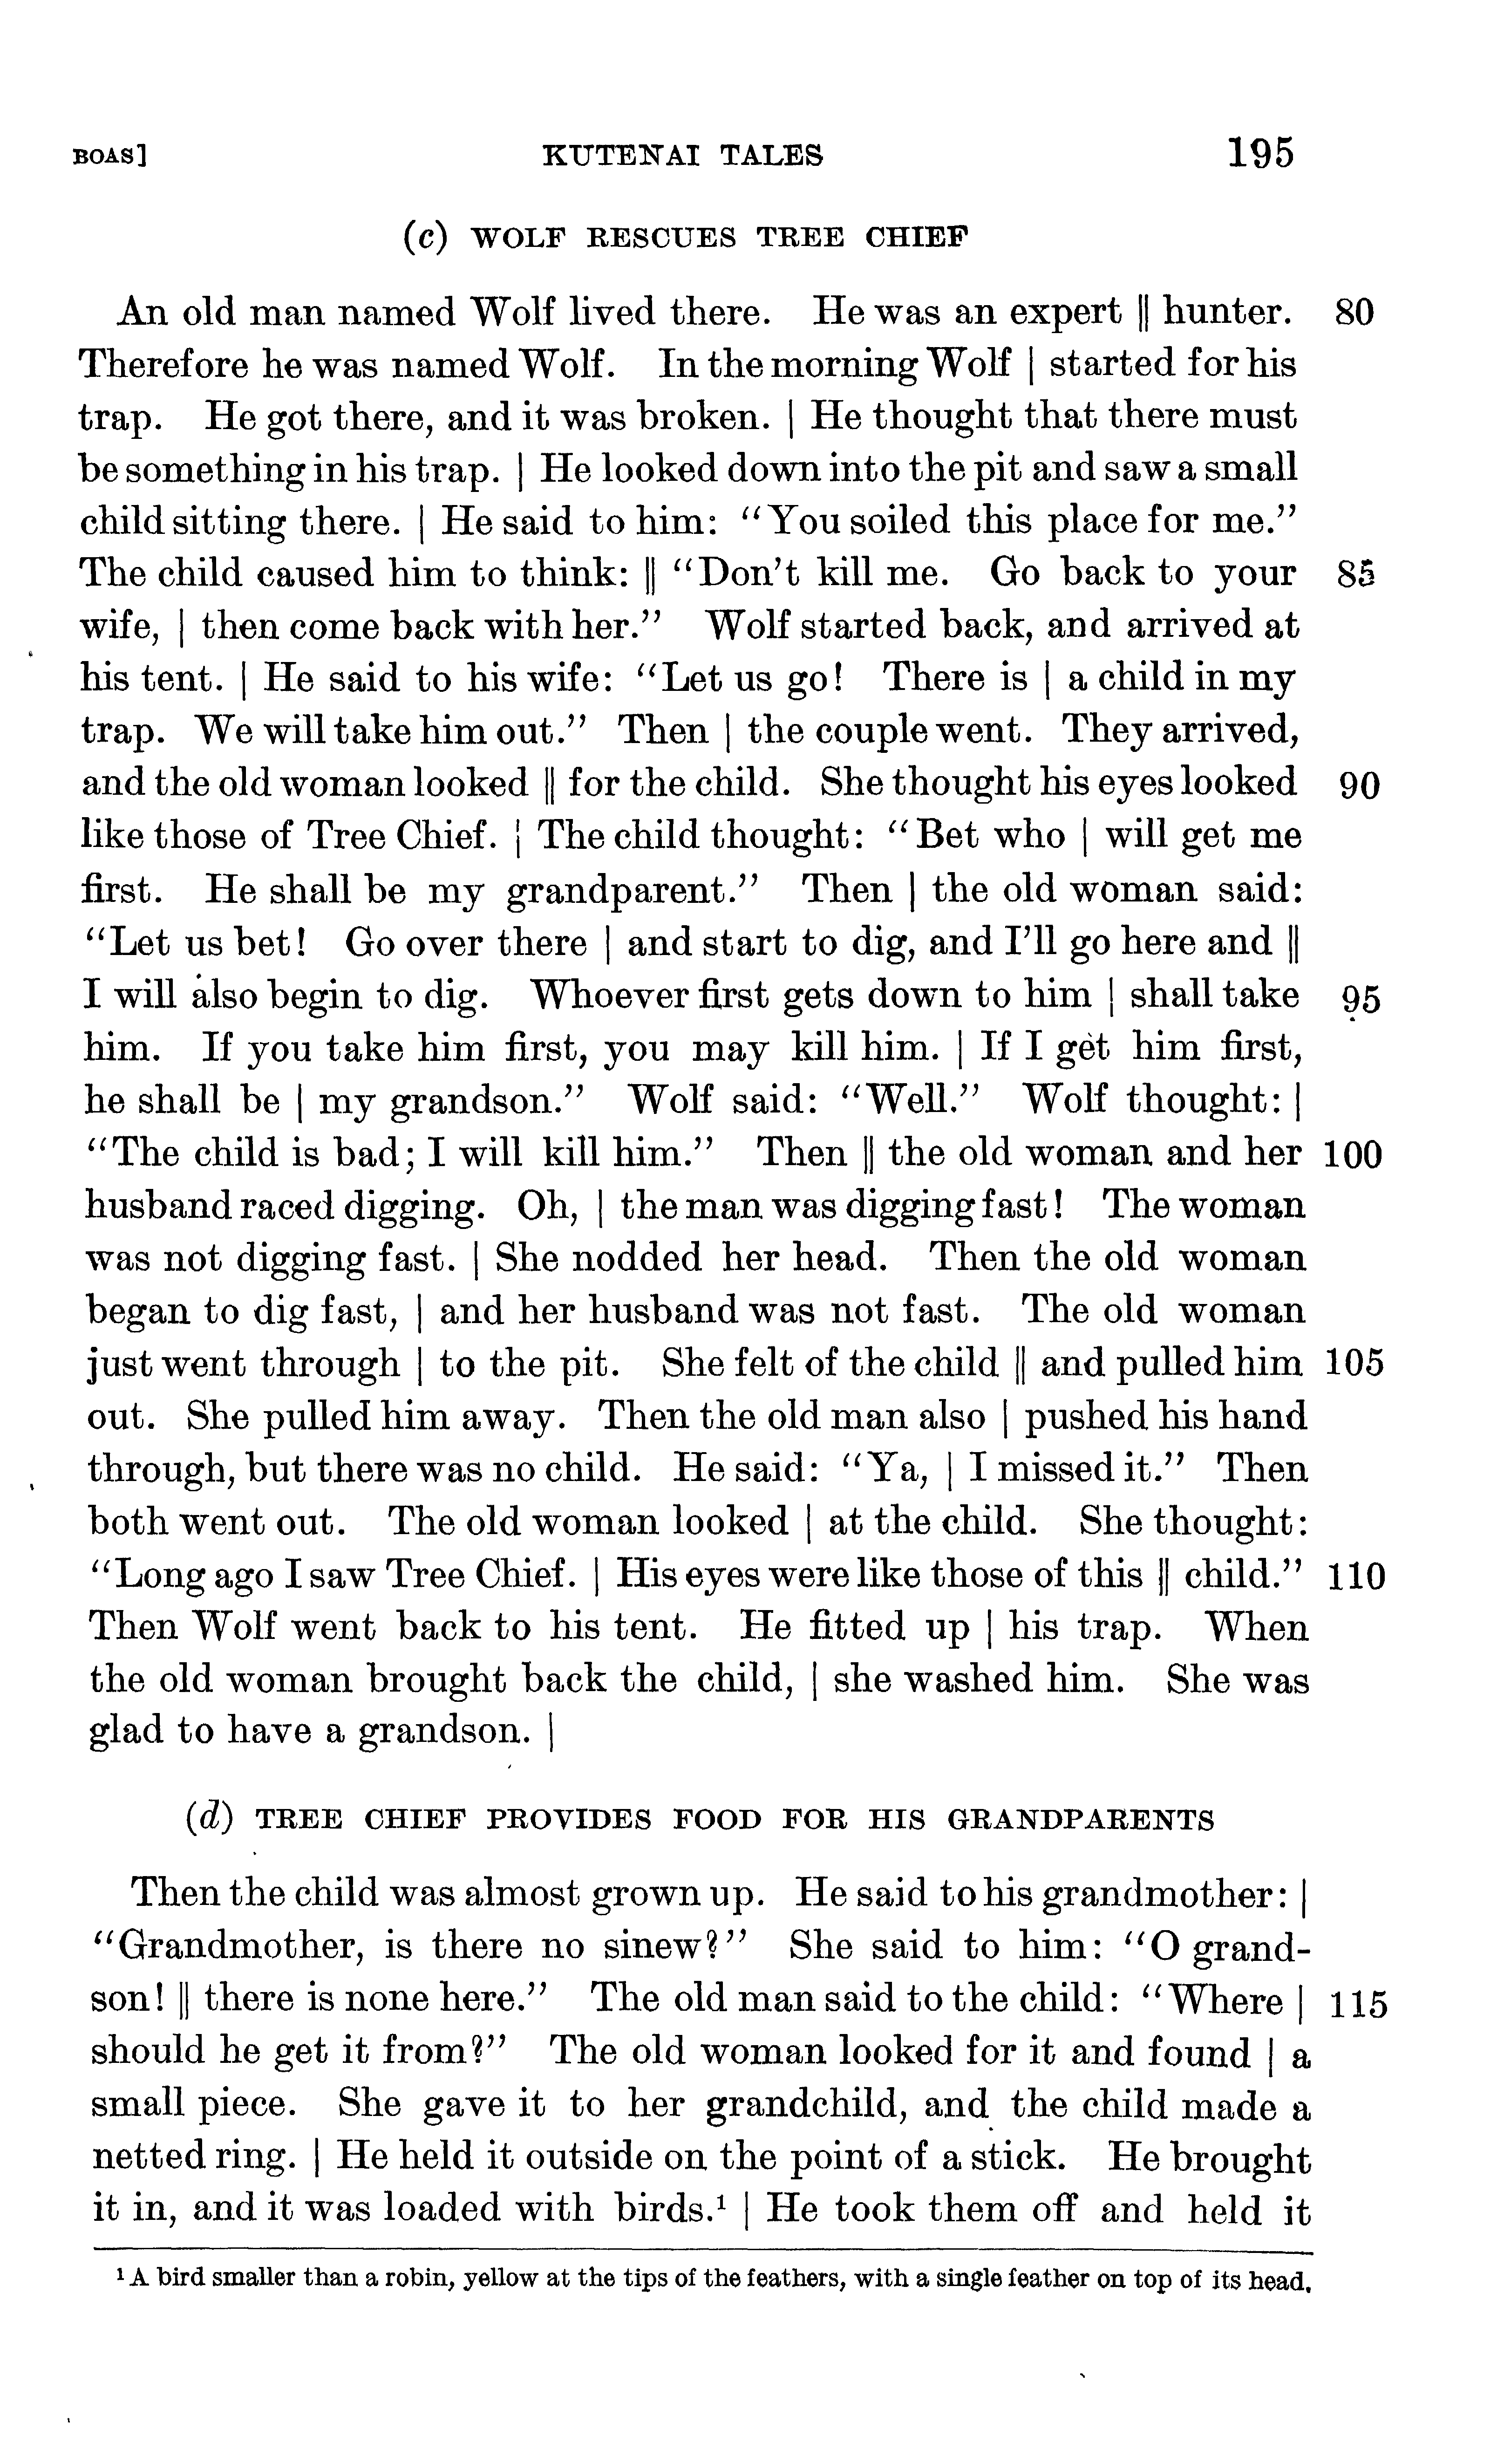 BOAS] KUTENAI TALES 195
(c) WOLF RESCUES TREE CHIEF
An old man named Wolf lived there. He was an expert || hunter. 80
Therefore he was named Wolf. In the morning Wolf | started for his
trap. He got there, and it was broken. | He thought that there must
be something in his trap. | He looked down into the pit and saw a small
child sitting there. | He said to him: “You soiled this place for me.”
The child caused him to think: || “Don’t kill me. Go back to your 85
wife, | then come back with her.” Wolf started back, and arrived at
his tent. | He said to his wife: “Let us go! There is | a child in my
trap. We will take him out.” Then | the couple went. They arrived,
and the old woman looked || for the child. She thought his eyes looked 90
like those of Tree Chief. | The child thought: “Bet who | will get me
first. He shall be my grandparent.” Then | the old woman said:
“Let us bet! Go over there | and start to dig, and I’ll go here and ||
I will also begin to dig. Whoever first gets down to him | shall take 95
him. If you take him first, you may kill him. | If I get him first,
he shall be | my grandson.” Wolf said: “Well.” Wolf thought: |
“The child is bad; I will kill him.” Then || the old woman and her 100
husband raced digging. Oh, | the man was digging fast! The woman
was not digging fast. | She nodded her head. Then the old woman
began to dig fast, | and her husband was not fast. The old woman
just went through | to the pit. She felt of the child || and pulled him 105
out. She pulled him away. Then the old man also | pushed his hand
through, but there was no child. He said: “Ya, | I missed it.” Then
both went out. The old woman looked | at the child. She thought:
“Long ago I saw Tree Chief. | His eyes were like those of this || child.” 110
Then Wolf went back to his tent. He fitted up | his trap. When
the old woman brought back the child, | she washed him. She was
glad to have a grandson. |
(d) TREE CHIEF PROVIDES FOOD FOR HIS GRANDPARENTS
Then the child was almost grown up. He said to his grandmother: |
“Grandmother, is there no sinew?” She said to him: “O grand-
son! || there is none here.” The old man said to the child: “Where | 115
should he get it from?” The old woman looked for it and found | a
small piece. She gave it to her grandchild, and the child made a
netted ring. | He held it outside on the point of a stick. He brought
it in, and it was loaded with birds.¹ | He took them off and held it
¹ A bird smaller than a robin, yellow at the tips of the feathers, with a single feather on top of its head.